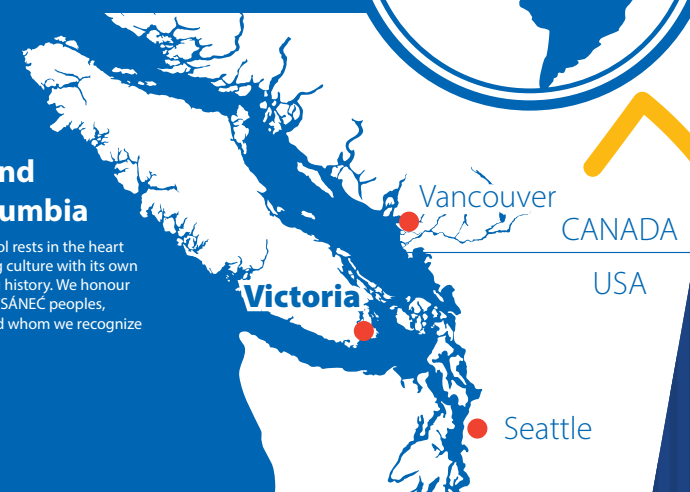 nd
umbia
ol rests in the heart
g culture with its own
history. We honour
SÁNEĆ peoples,
d whom we recognize
Vancouver
CANADA
USA
Victoria
Seattle